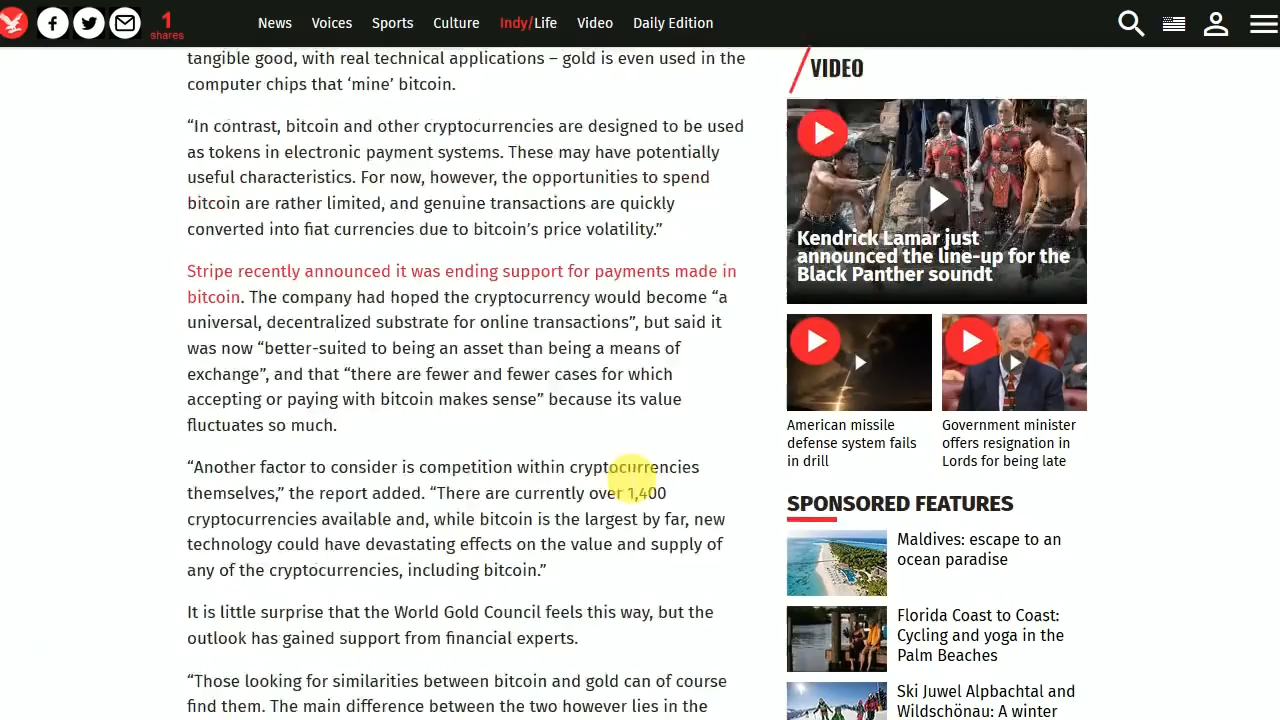 1
shares
News
Voices
Sports
Culture
Indy/Life
Video
Daily Edition
tangible good, with real technical applications – gold is even used in the
computer chips that ‘mine’ bitcoin.
“In contrast, bitcoin and other cryptocurrencies are designed to be used
as tokens in electronic payment systems. These may have potentially
useful characteristics. For now, however, the opportunities to spend
bitcoin are rather limited, and genuine transactions are quickly
converted into fiat currencies due to bitcoin’s price volatility.”
Stripe recently announced it was ending support for payments made in
bitcoin. The company had hoped the cryptocurrency would become “a
universal, decentralized substrate for online transactions”, but said it
was now “better-suited to being an asset than being a means of
exchange”, and that “there are fewer and fewer cases for which
accepting or paying with bitcoin makes sense” because its value
fluctuates so much.
“Another factor to consider is competition within cryptocurrencies
themselves,” the report added. “There are currently over 1,400
cryptocurrencies available and, while bitcoin is the largest by far, new
technology could have devastating effects on the value and supply of
any of the cryptocurrencies, including bitcoin.”
It is little surprise that the World Gold Council feels this way, but the
outlook has gained support from financial experts.
“Those looking for similarities between bitcoin and gold can of course
find them. The main difference between the two however lies in the
VIDEO
Kendrick Lamar just
announced the line-up for the
Black Panther soundt
American missile
defense system fails
in drill
Government minister
offers resignation in
Lords for being late
SPONSORED FEATURES
Maldives: escape to an
ocean paradise
Florida Coast to Coast:
Cycling and yoga in the
Palm Beaches
Ski Juwel Alpbachtal and
Wildschönau: A winter